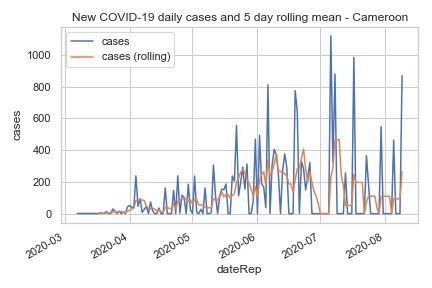 New COVID-19 daily cases and 5 day rolling mean - Cameroon
cases
cases (rolling)
1000
800
600
400
200
0
cases
2020-03
2020-04
2020-05
2020-06
2020-07
2020-08
dateRep